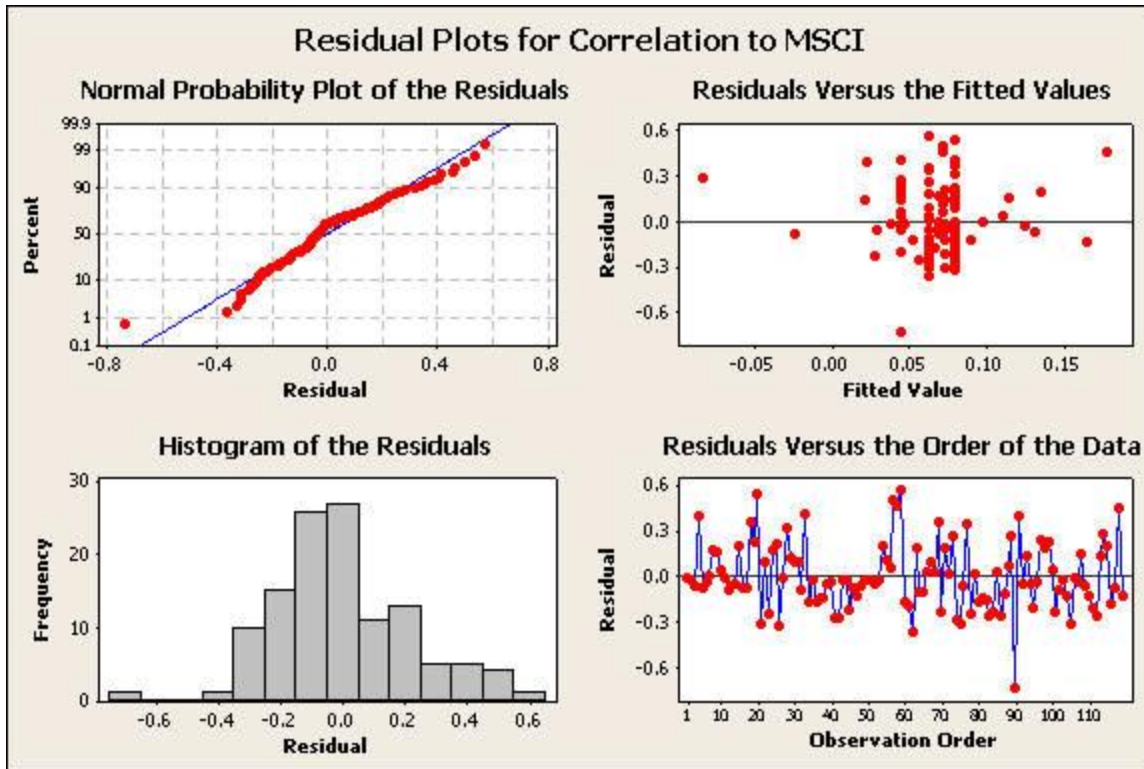 Residual Plots for Correlation to MSCI
Normal Probability Plot of the Residuals
99.9
99
90
50
10
1
0.1
Percent
-0.8 -0.4 0.0 0.4 0.8
Residual
Residuals Versus the Fitted Values
0.6
0.3
0.0
-0.3
-0.6
Residual
-0.05 0.00 0.05 0.10 0.15
Fitted Value
Histogram of the Residuals
30
20
10
0
Frequency
-0.6 -0.4 -0.2 0.0 0.2 0.4 0.6
Residual
Residuals Versus the Order of the Data
0.6
0.3
0.0
-0.3
-0.6
Residual
1 10 20 30 40 50 60 70 80 90 100 110
Observation Order